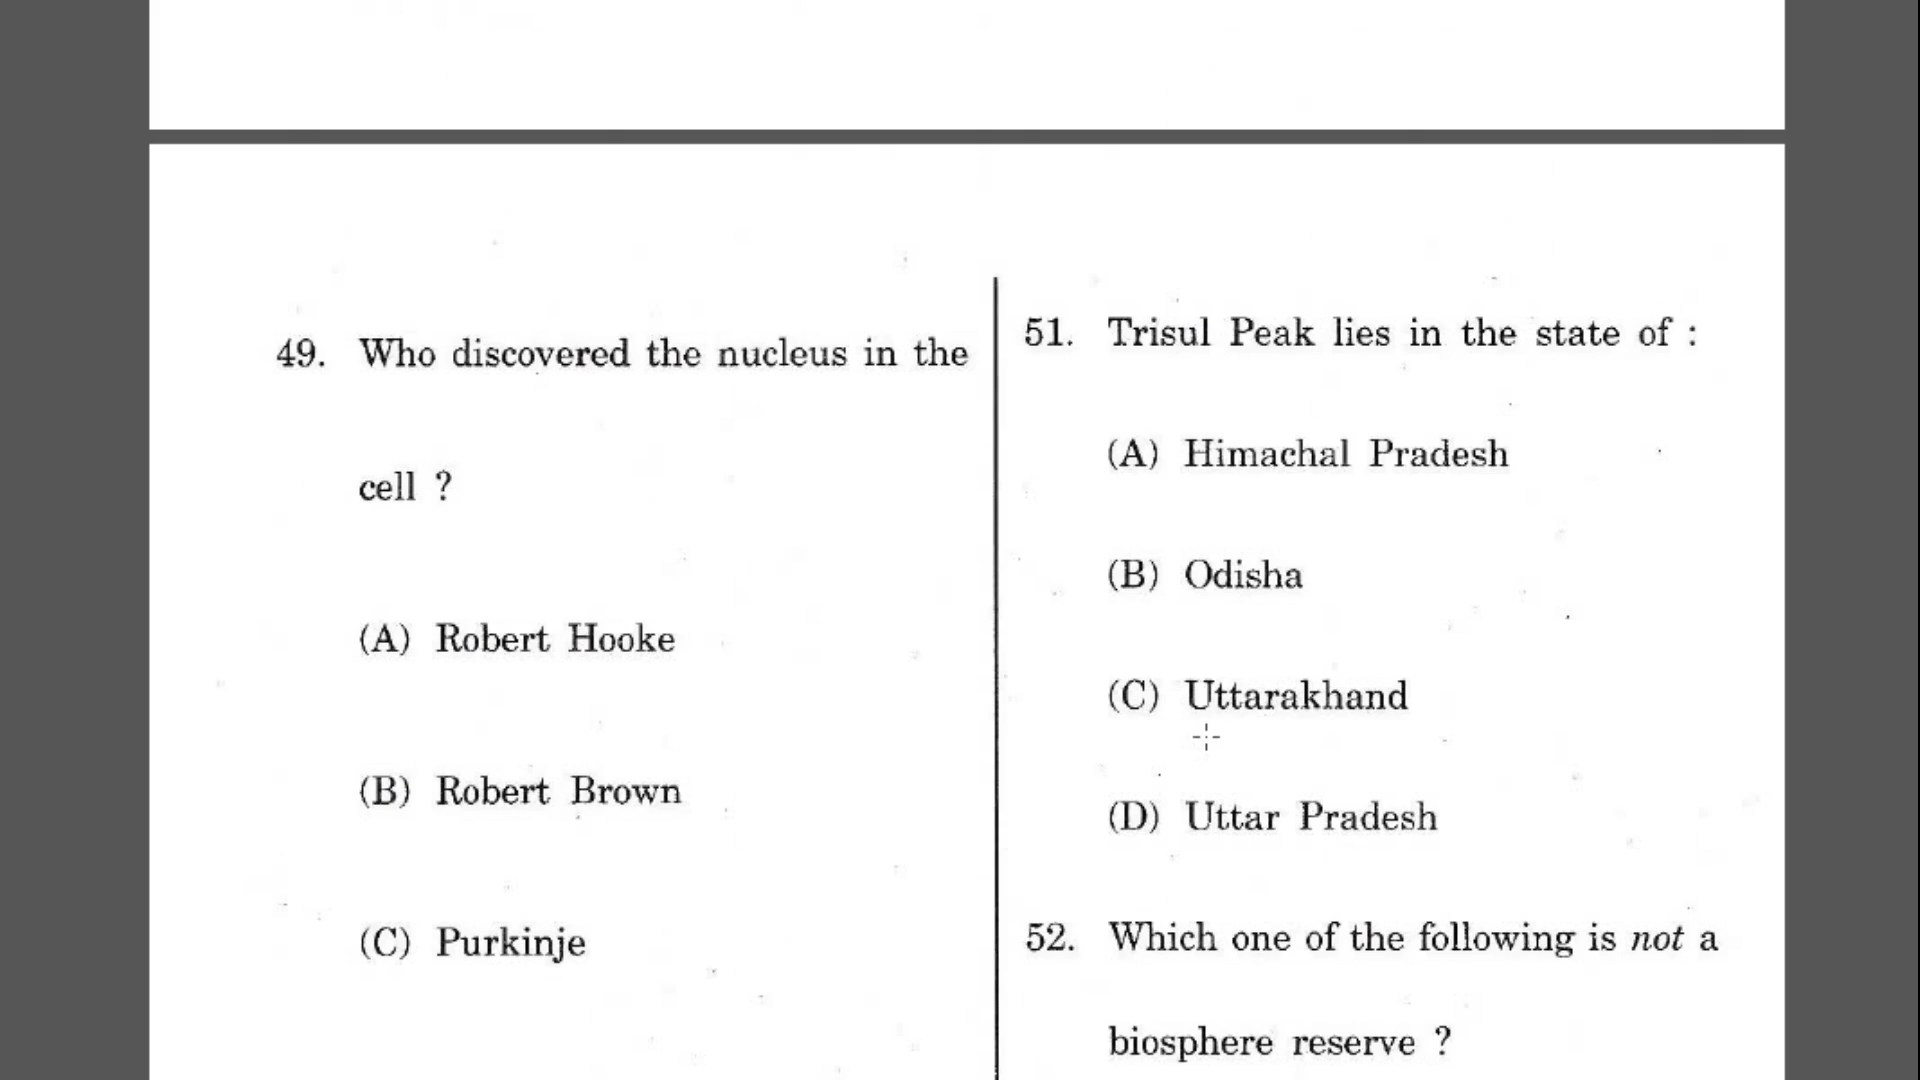 49. Who discovered the nucleus in the
cell ?
(A) Robert Hooke
(B) Robert Brown
(C) Purkinje
51. Trisul Peak lies in the state of :
(A) Himachal Pradesh
(B) Odisha
(C) Uttarakhand
(D) Uttar Pradesh
52. Which one of the following is not a
biosphere reserve ?